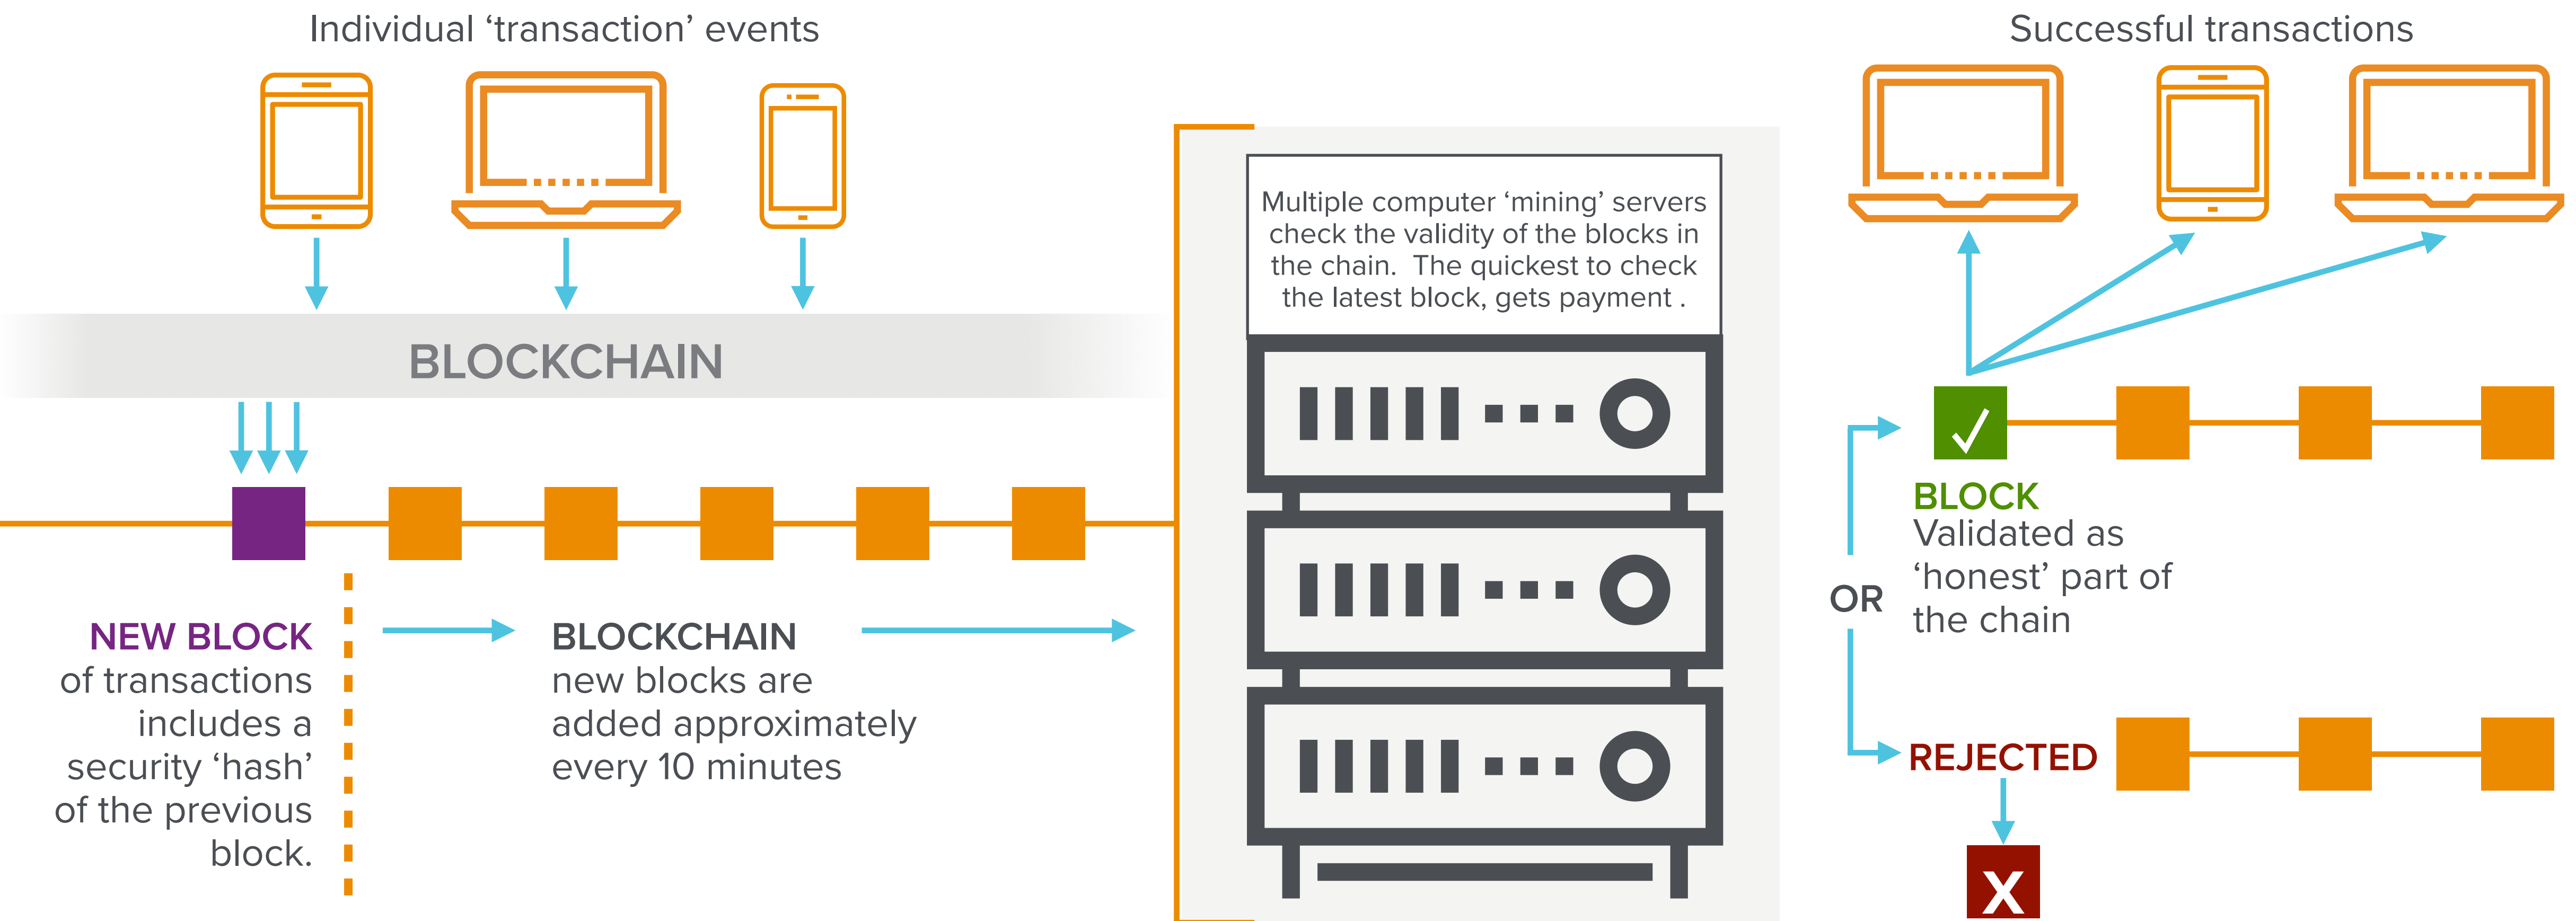 Individual ‘transaction’ events
BLOCKCHAIN
NEW BLOCK
of transactions
includes a
security ‘hash’
of the previous
block.
BLOCKCHAIN
new blocks are
added approximately
every 10 minutes
Multiple computer ‘mining’ servers
check the validity of the blocks in
the chain.  The quickest to check
the latest block, gets payment .
Successful transactions
BLOCK
Validated as
‘honest’ part of
the chain
OR
REJECTED
X